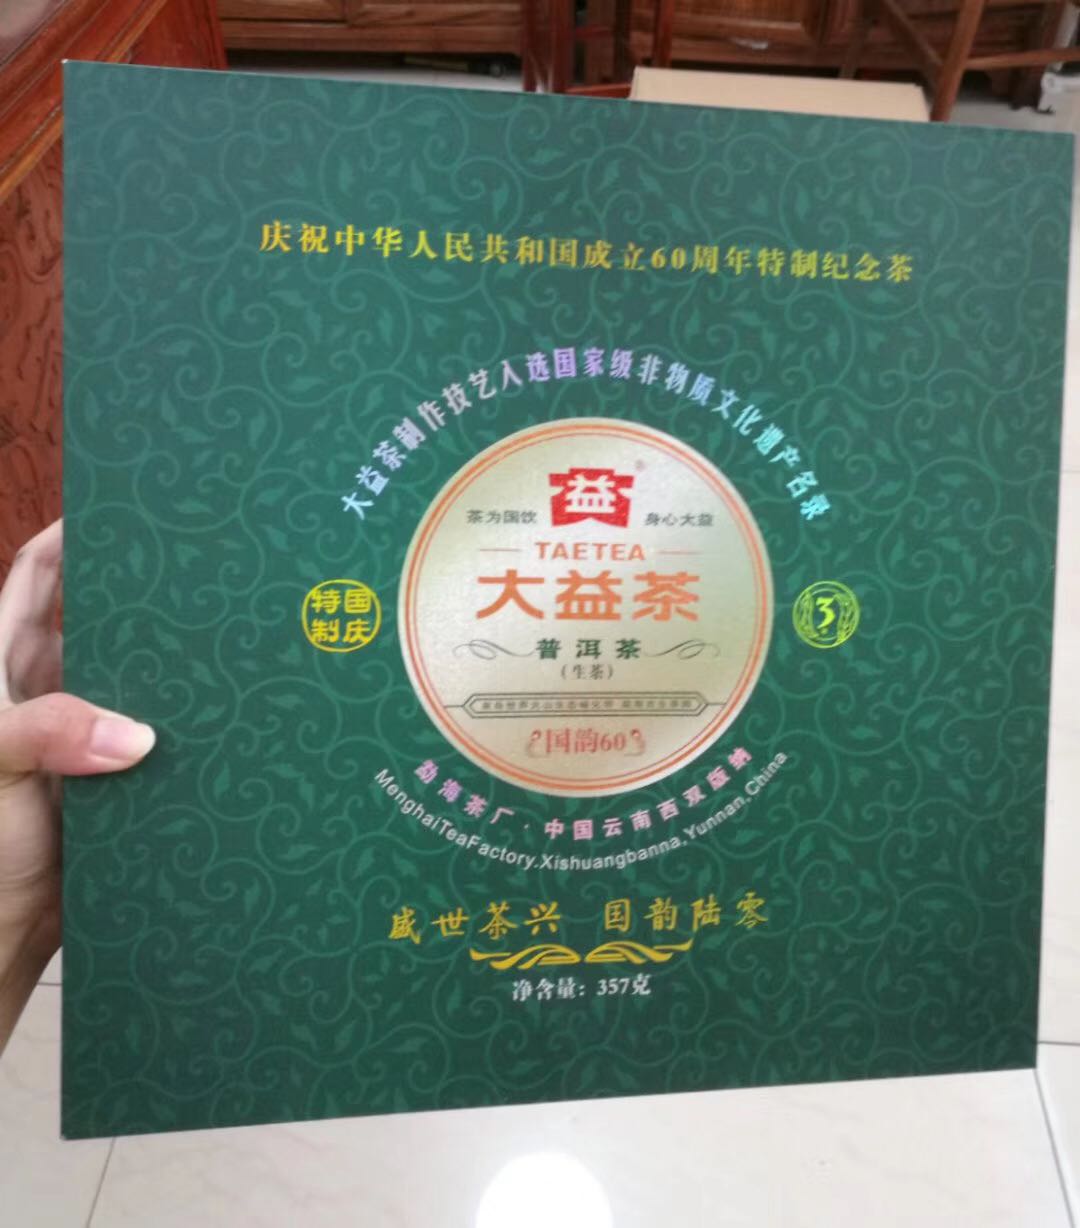 庆祝中华人民共和国成立60周年特制纪念茶
大益茶制作技艺入选国家级非物质文化遗产名录
益®
茶为国饮 身心大益
TAETEA
大益茶
特国
制庆
3
普洱茶
(生茶)
国韵60
勐海茶厂·中国云南西双版纳
MenghaiTeaFactory.Xishuangbanna,Yunnan,China
盛世茶兴 国韵陆零
净含量：357克